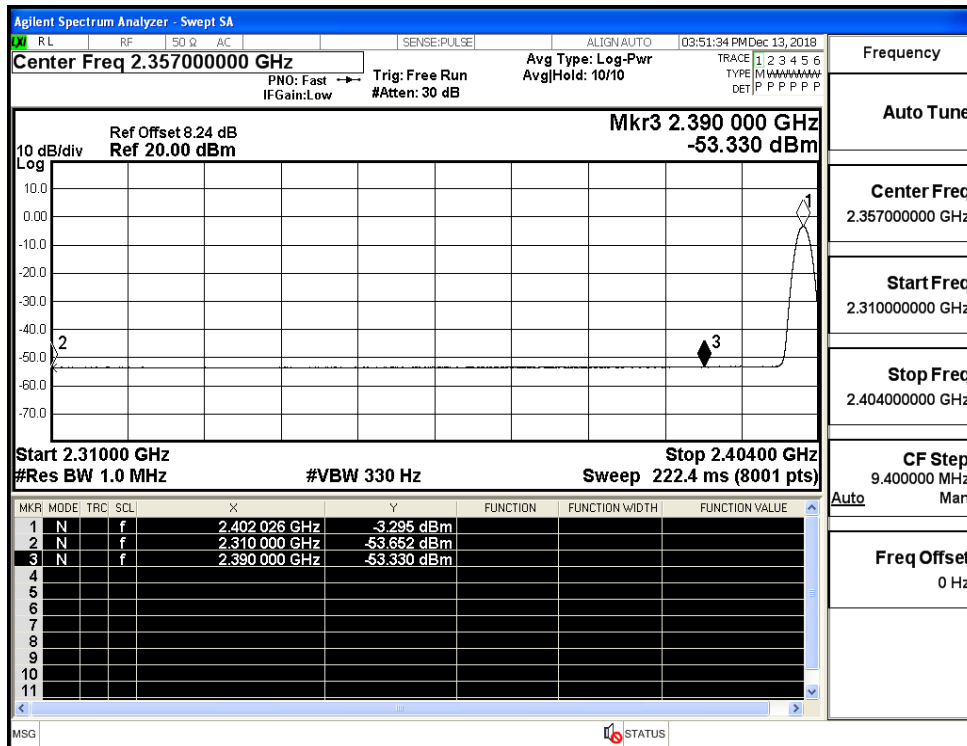 Agilent Spectrum Analyzer - Swept SA
LXI RL RF 50 Ω AC SENSE:PULSE ALIGN AUTO 03:51:34 PM Dec 13, 2018
Center Freq 2.357000000 GHz
PNO: Fast Trig: Free Run Avg Type: Log-Pwr TRACE 1 2 3 4 5 6
IFGain:Low #Atten: 30 dB Avg|Hold: 10/10 TYPE M WWWWW
DET P P P P P P
Ref Offset 8.24 dB Mkr3 2.390 000 GHz
10 dB/div Ref 20.00 dBm -53.330 dBm
Log
10.0
0.00
-10.0
-20.0
-30.0
-40.0
-50.0
-60.0
-70.0
1
2
3
Start 2.31000 GHz Stop 2.40400 GHz
#Res BW 1.0 MHz #VBW 330 Hz Sweep 222.4 ms (8001 pts)
MKR MODE TRC SCL X Y FUNCTION FUNCTION WIDTH FUNCTION VALUE
1 N f 2.402 026 GHz -3.295 dBm
2 N f 2.310 000 GHz -53.652 dBm
3 N f 2.390 000 GHz -53.330 dBm
4
5
6
7
8
9
10
11
MSG STATUS
Frequency
Auto Tune
Center Freq
2.357000000 GHz
Start Freq
2.310000000 GHz
Stop Freq
2.404000000 GHz
CF Step
9.400000 MHz
Auto Man
Freq Offset
0 Hz